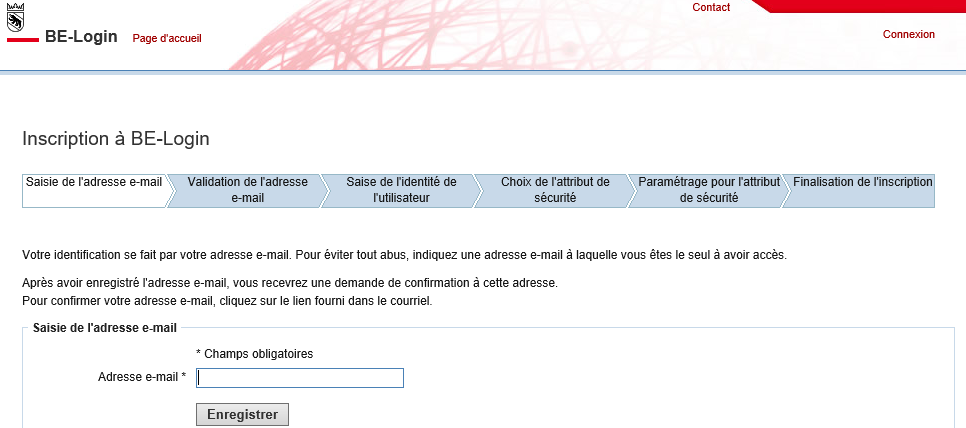 Contact
BE-Login Page d'accueil
Connexion
Inscription à BE-Login
Saisie de l'adresse e-mail
Validation de l'adresse
e-mail
Saise de l'identité de
l'utilisateur
Choix de l'attribut de
sécurité
Paramétrage pour l'attribut
de sécurité
Finalisation de l'inscription
Votre identification se fait par votre adresse e-mail. Pour éviter tout abus, indiquez une adresse e-mail à laquelle vous êtes le seul à avoir accès.
Après avoir enregistré l'adresse e-mail, vous recevrez une demande de confirmation à cette adresse.
Pour confirmer votre adresse e-mail, cliquez sur le lien fourni dans le courriel.
Saisie de l'adresse e-mail
* Champs obligatoires
Adresse e-mail *
Enregistrer